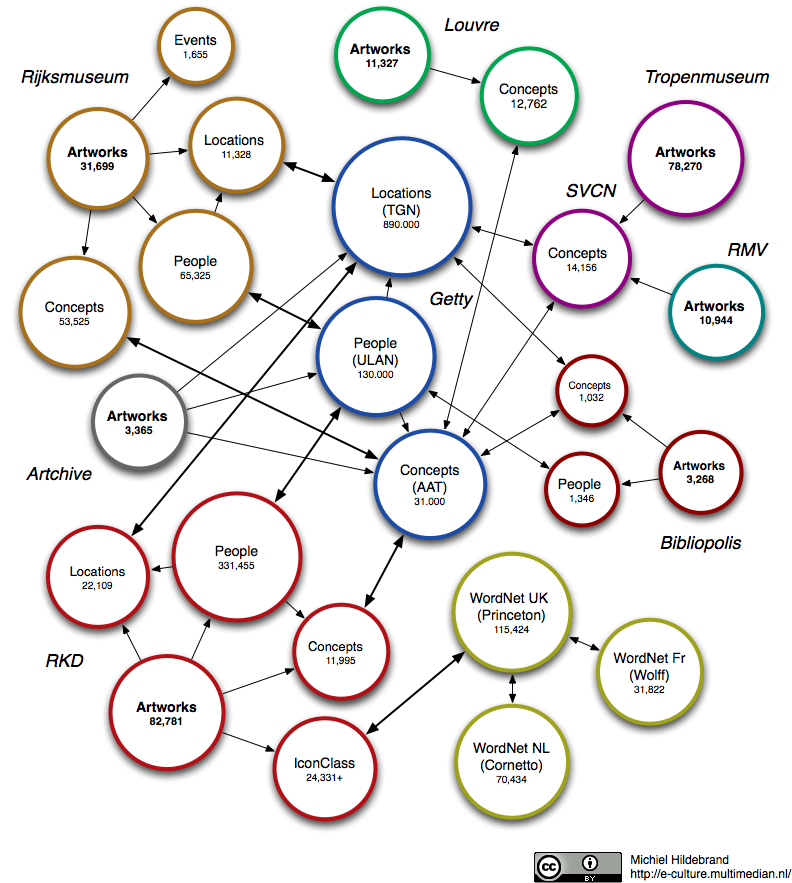 Louvre
Events
1,655
Artworks
11,327
Rijksmuseum
Concepts
12,762
Tropenmuseum
Artworks
31,699
Locations
11,328
Artworks
78,270
Locations
(TGN)
890.000
SVCN
People
65,325
Concepts
14,156
RMV
Concepts
53,525
Getty
Artworks
10,944
People
(ULAN)
130.000
Concepts
1,032
Artworks
3,365
Artchive
Concepts
(AAT)
31.000
People
1,346
Artworks
3,268
Bibliopolis
Locations
22,109
People
331,455
WordNet UK
(Princeton)
115,424
RKD
Concepts
11,995
WordNet Fr
(Wolff)
31,822
Artworks
82,781
IconClass
24,331+
WordNet NL
(Cornetto)
70,434
cc
BY
Michiel Hildebrand
http://e-culture.multimedian.nl/